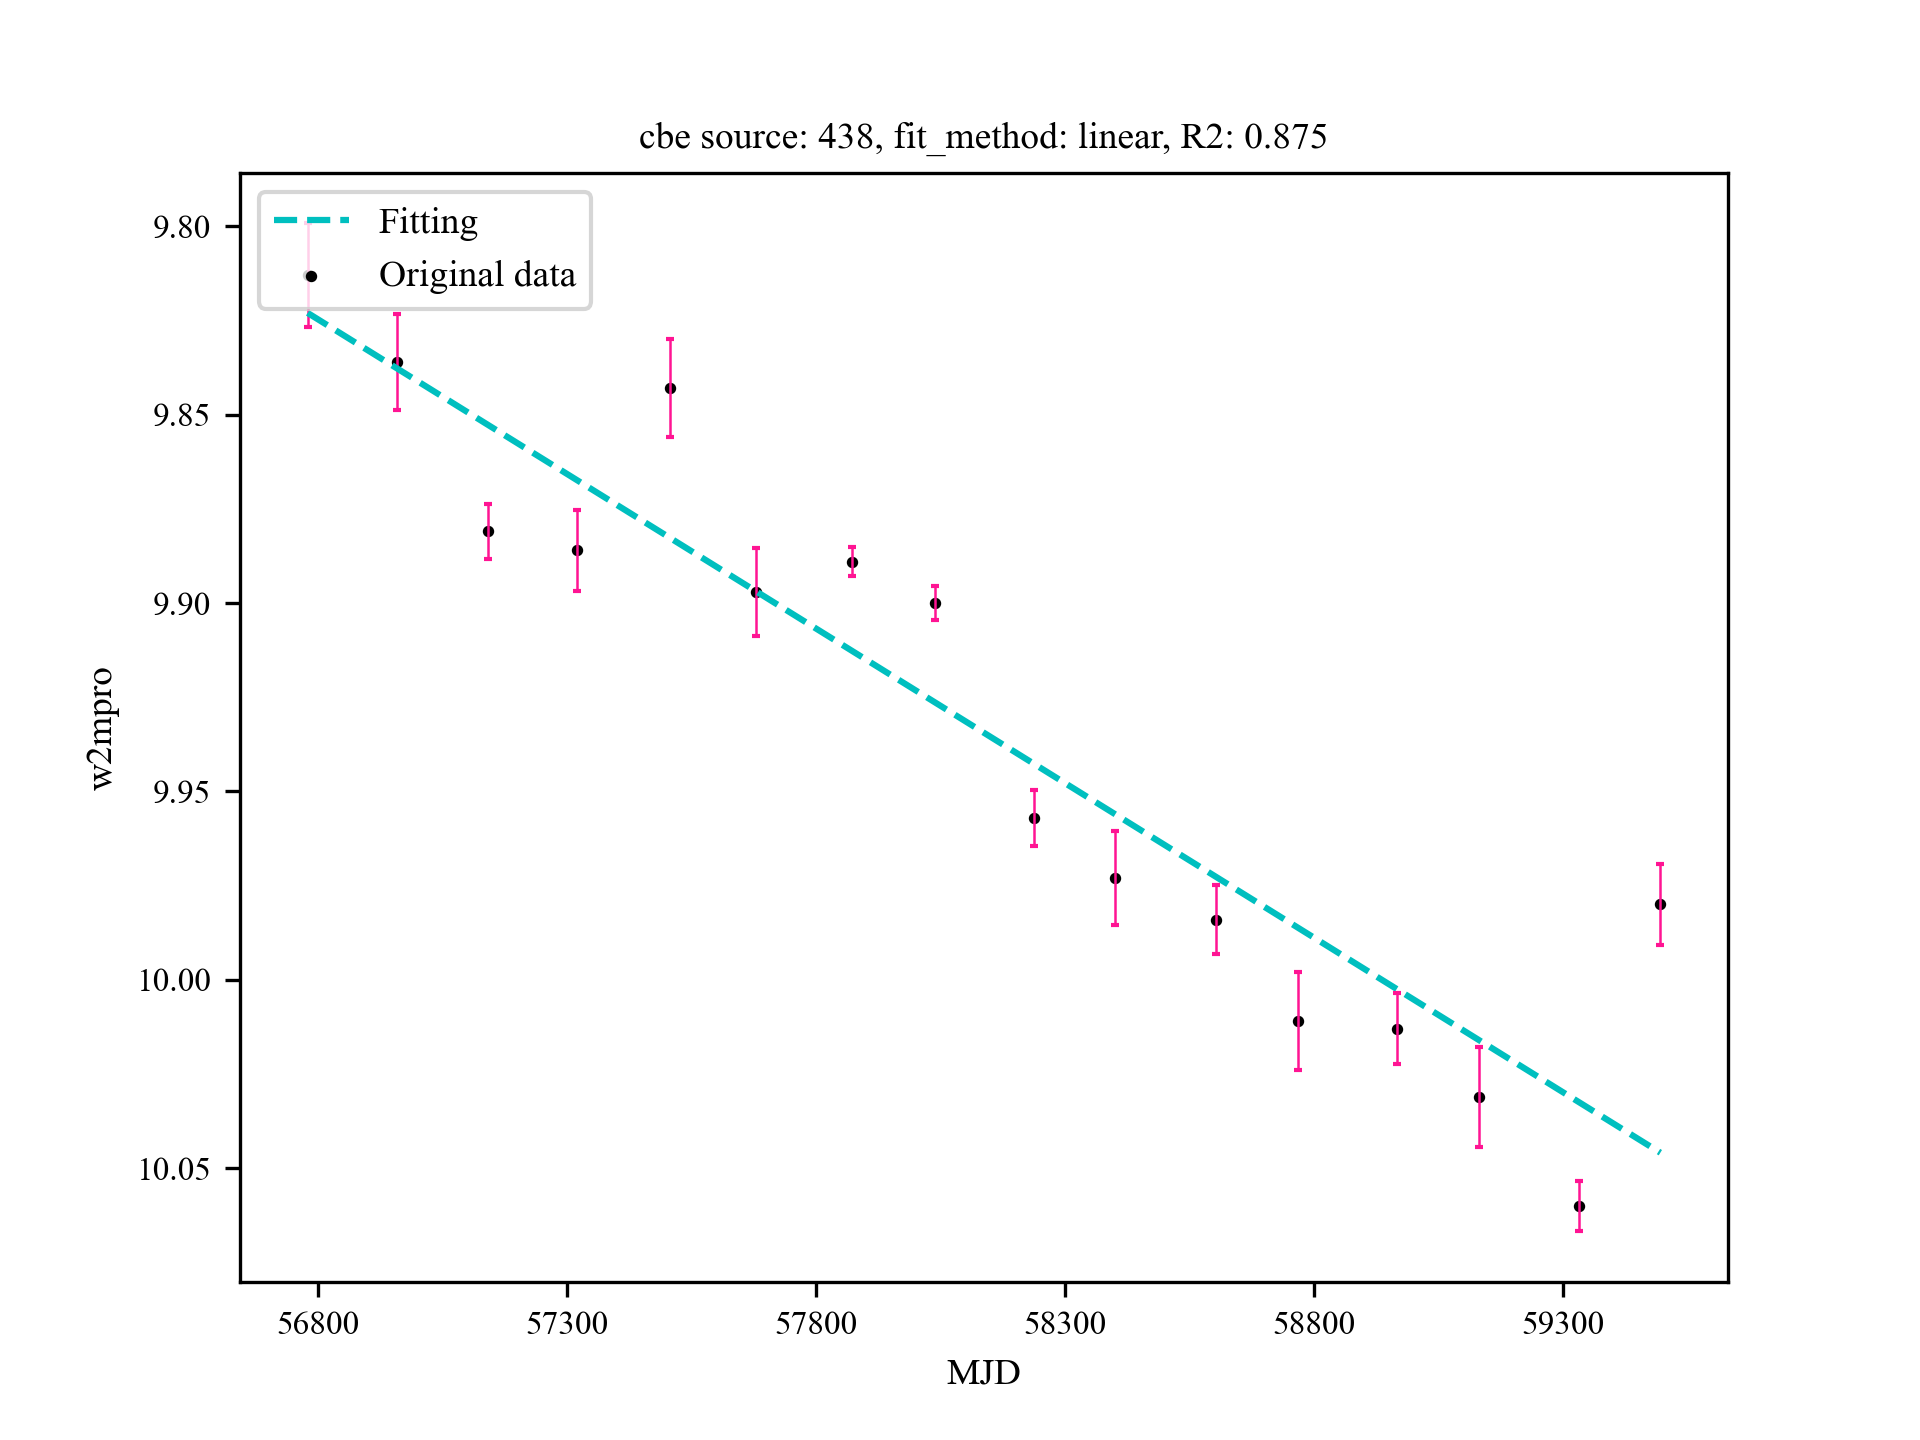 cbe source: 438, fit_method: linear, R2: 0.875
Fitting
Original data
9.80
9.85
9.90
9.95
10.00
10.05
w2mpro
56800 57300 57800 58300 58800 59300
MJD